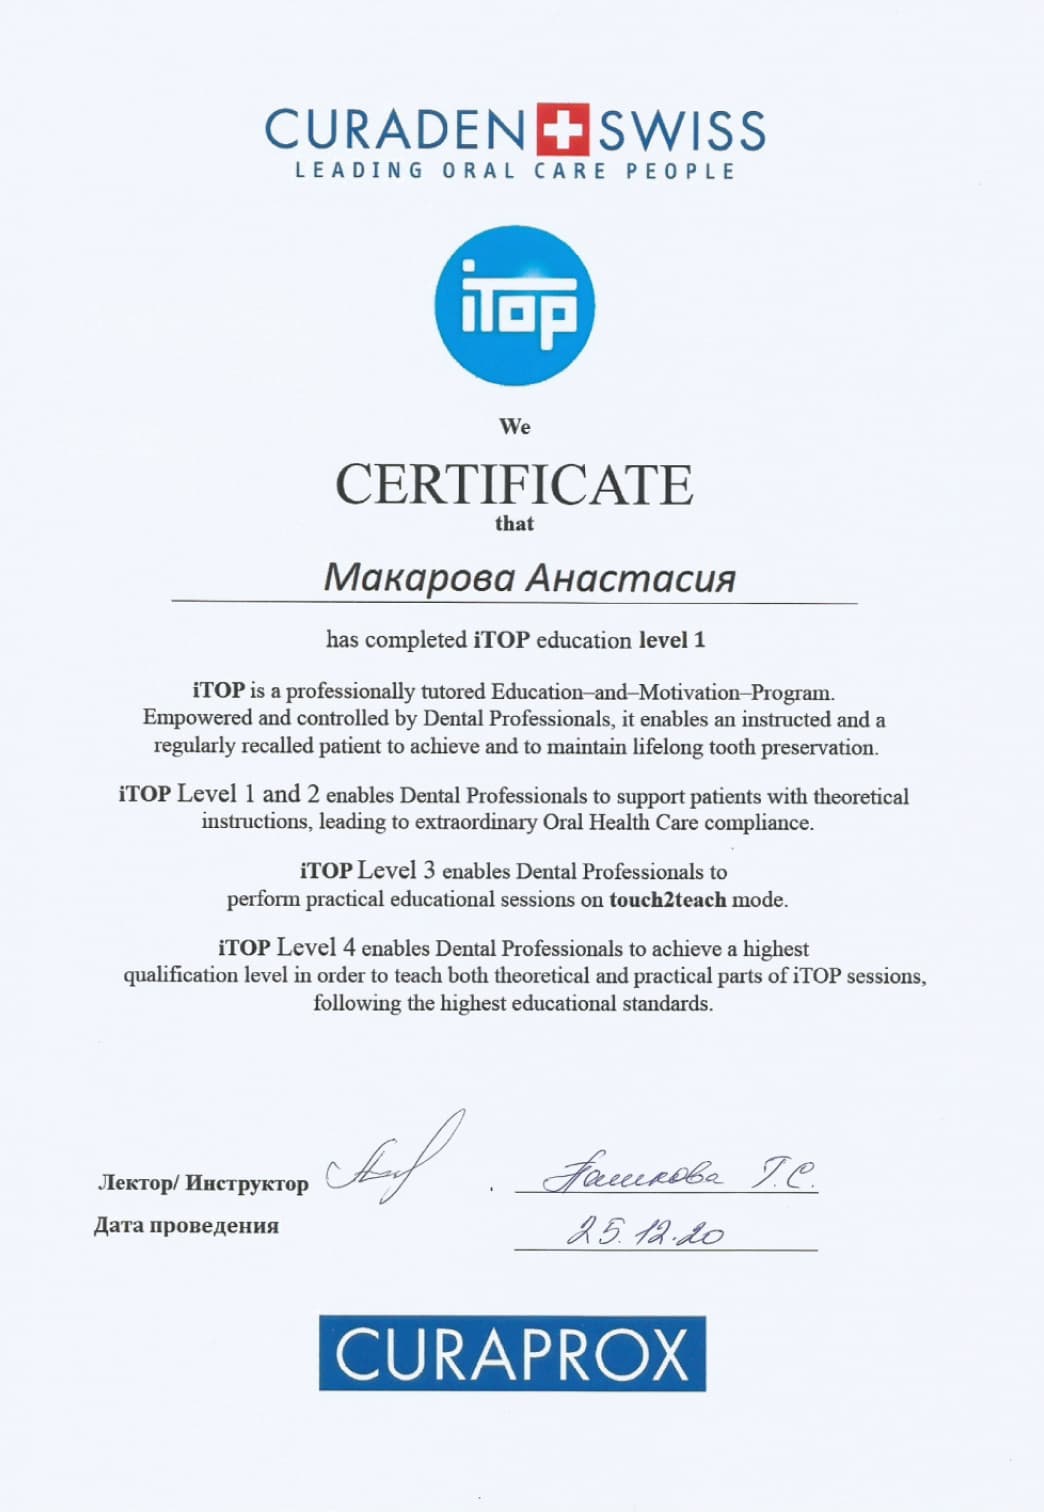 CURADEN SWISS
LEADING ORAL CARE PEOPLE
iTop
We
CERTIFICATE
that
Макарова Анастасия
has completed iTOP education level 1
iTOP is a professionally tutored Education–and–Motivation–Program.
Empowered and controlled by Dental Professionals, it enables an instructed and a
regularly recalled patient to achieve and to maintain lifelong tooth preservation.
iTOP Level 1 and 2 enables Dental Professionals to support patients with theoretical
instructions, leading to extraordinary Oral Health Care compliance.
iTOP Level 3 enables Dental Professionals to
perform practical educational sessions on touch2teach mode.
iTOP Level 4 enables Dental Professionals to achieve a highest
qualification level in order to teach both theoretical and practical parts of iTOP sessions,
following the highest educational standards.
Лектор/ Инструктор Пашкова Т.С.
Дата проведения 25.12.20
CURAPROX